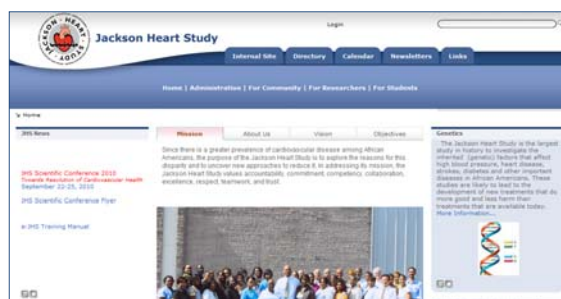 Login
JACKSON HEART STUDY
Jackson Heart Study
Internal Site Directory Calendar Newsletters Links
Home | Administration | For Community | For Researchers | For Students
Home
JHS News
JHS Scientific Conference 2010
Towards Resolution of Cardiovascular Health
September 22-25, 2010
JHS Scientific Conference Flyer
JHS Training Manual
Mission About Us Vision Objectives
Since there is a greater prevalence of cardiovascular disease among African
Americans, the purpose of the Jackson Heart Study is to explore the reasons for this
disparity and to uncover new approaches to reduce it. In addressing its mission, the
Jackson Heart Study values accountability, commitment, competency, collaboration,
excellence, respect, teamwork, and trust.
Genetics
The Jackson Heart Study is the largest
study in history to investigate the
inherited (genetic) factors that affect
high blood pressure, heart disease,
strokes, diabetes and other important
diseases in African Americans. These
studies are likely to lead to the
development of new treatments that do
more good and less harm then
treatments that are available today.
More Information...